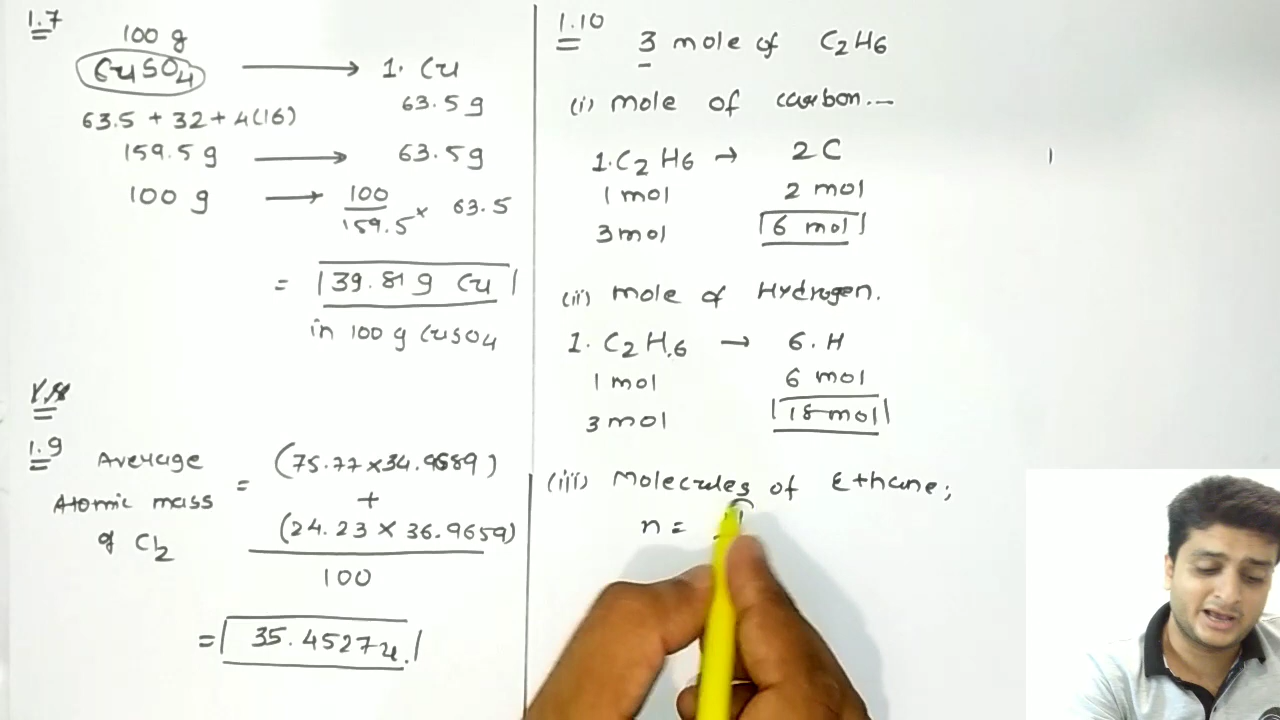 1.7
100 g
CuSO4 → 1. Cu
63.5 g
63.5 + 32 + 4(16)
159.5 g → 63.5 g
100 g → 100/159.5 × 63.5
= 39.81 g Cu
in 100 g CuSO4
1.9 Average Atomic mass of Cl2 =
(75.77 × 34.9689)
+
(24.23 × 36.9659)
100
= 35.4527 u.
1.10 3 mole of C2H6
(i) mole of carbon..—
1. C2H6 → 2C
1 mol 2 mol
3 mol 6 mol
(ii) mole of Hydrogen.
1. C2H6 → 6. H
1 mol 6 mol
3 mol 18 mol
(iii) Molecules of Ethane;
n =